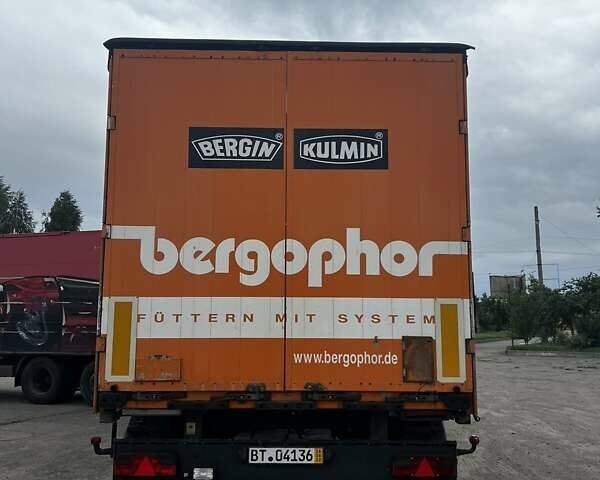 BERGIN®
KULMIN®
bergophor
FÜTTERN MIT SYSTEM
www.bergophor.de
BT 04136